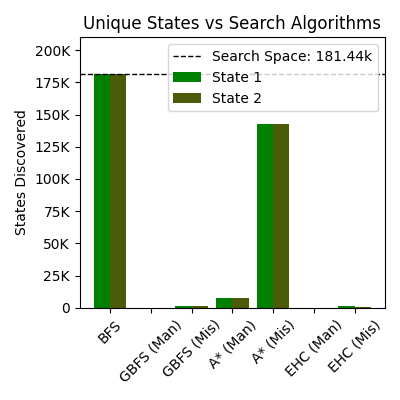 Unique States vs Search Algorithms
Search Space: 181.44k
State 1
State 2
States Discovered
200K
175K
150K
125K
100K
75K
50K
25K
0
BFS
GBFS (Man)
GBFS (Mis)
A* (Man)
A* (Mis)
EHC (Man)
EHC (Mis)